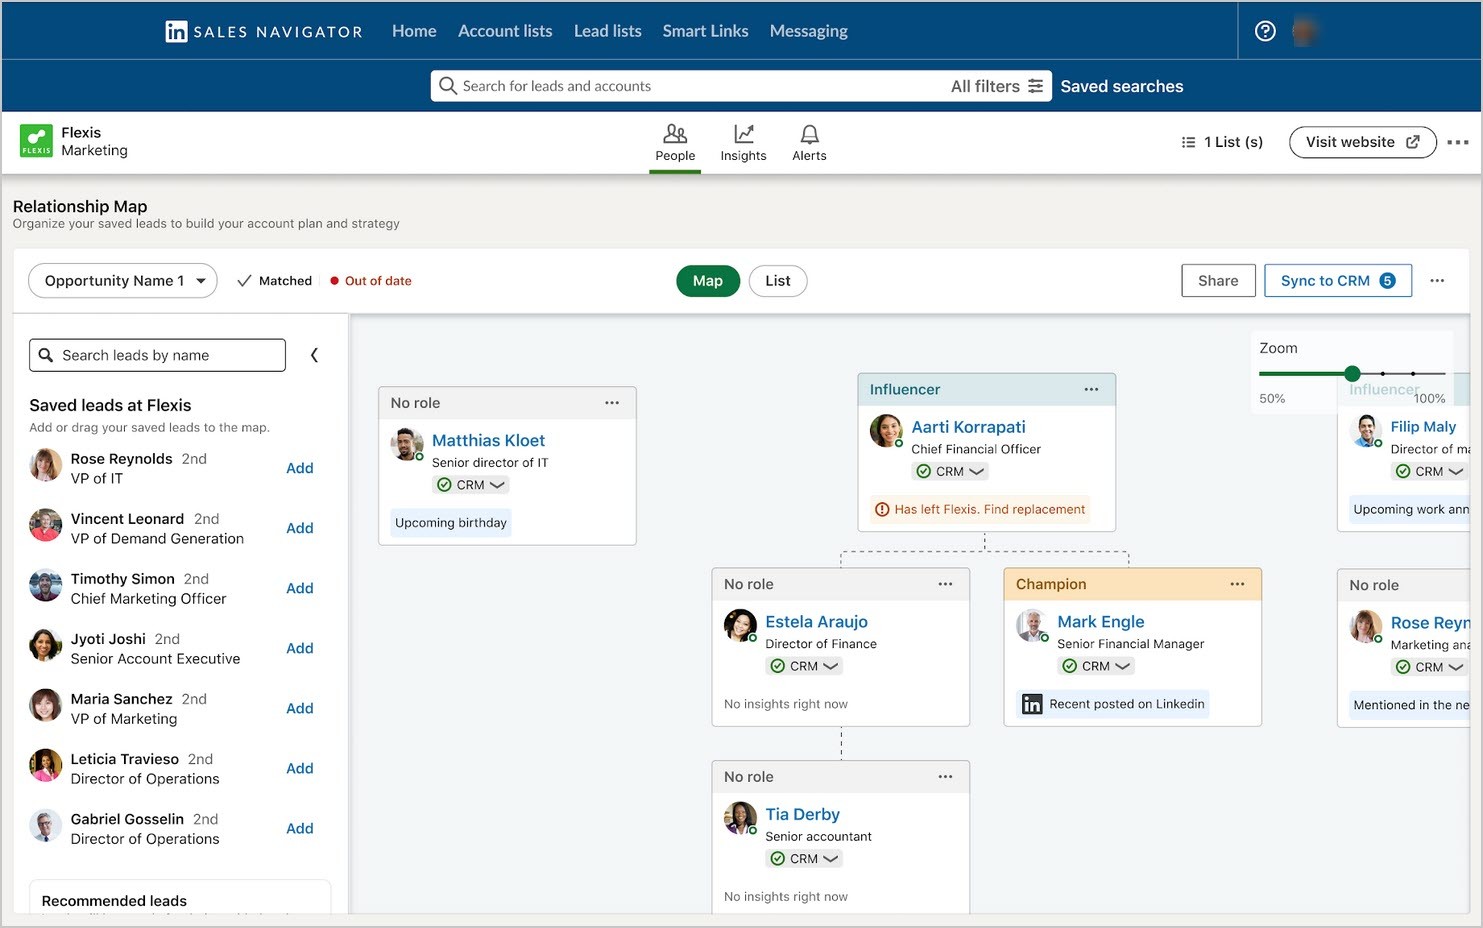 in SALES NAVIGATOR
Home
Account lists
Lead lists
Smart Links
Messaging
Search for leads and accounts
All filters
Saved searches
FLEXIS
Flexis
Marketing
People
Insights
Alerts
1 List (s)
Visit website
Relationship Map
Organize your saved leads to build your account plan and strategy
Opportunity Name 1
Matched
Out of date
Map
List
Share
Sync to CRM 5
Search leads by name
Saved leads at Flexis
Add or drag your saved leads to the map.
Rose Reynolds 2nd
VP of IT
Add
Vincent Leonard 2nd
VP of Demand Generation
Add
Timothy Simon 2nd
Chief Marketing Officer
Add
Jyoti Joshi 2nd
Senior Account Executive
Add
Maria Sanchez 2nd
VP of Marketing
Add
Leticia Travieso 2nd
Director of Operations
Add
Gabriel Gosselin 2nd
Director of Operations
Add
Recommended leads
No role
Matthias Kloet
Senior director of IT
CRM
Upcoming birthday
Influencer
Aarti Korrapati
Chief Financial Officer
CRM
Has left Flexis. Find replacement
No role
Estela Araujo
Director of Finance
CRM
No insights right now
Champion
Mark Engle
Senior Financial Manager
CRM
in Recent posted on Linkedin
No role
Tia Derby
Senior accountant
CRM
No insights right now
Zoom
50%
100%
Influencer
Filip Maly
Director of ma
CRM
Upcoming work ann
No role
Rose Reyn
Marketing ana
CRM
Mentioned in the ne